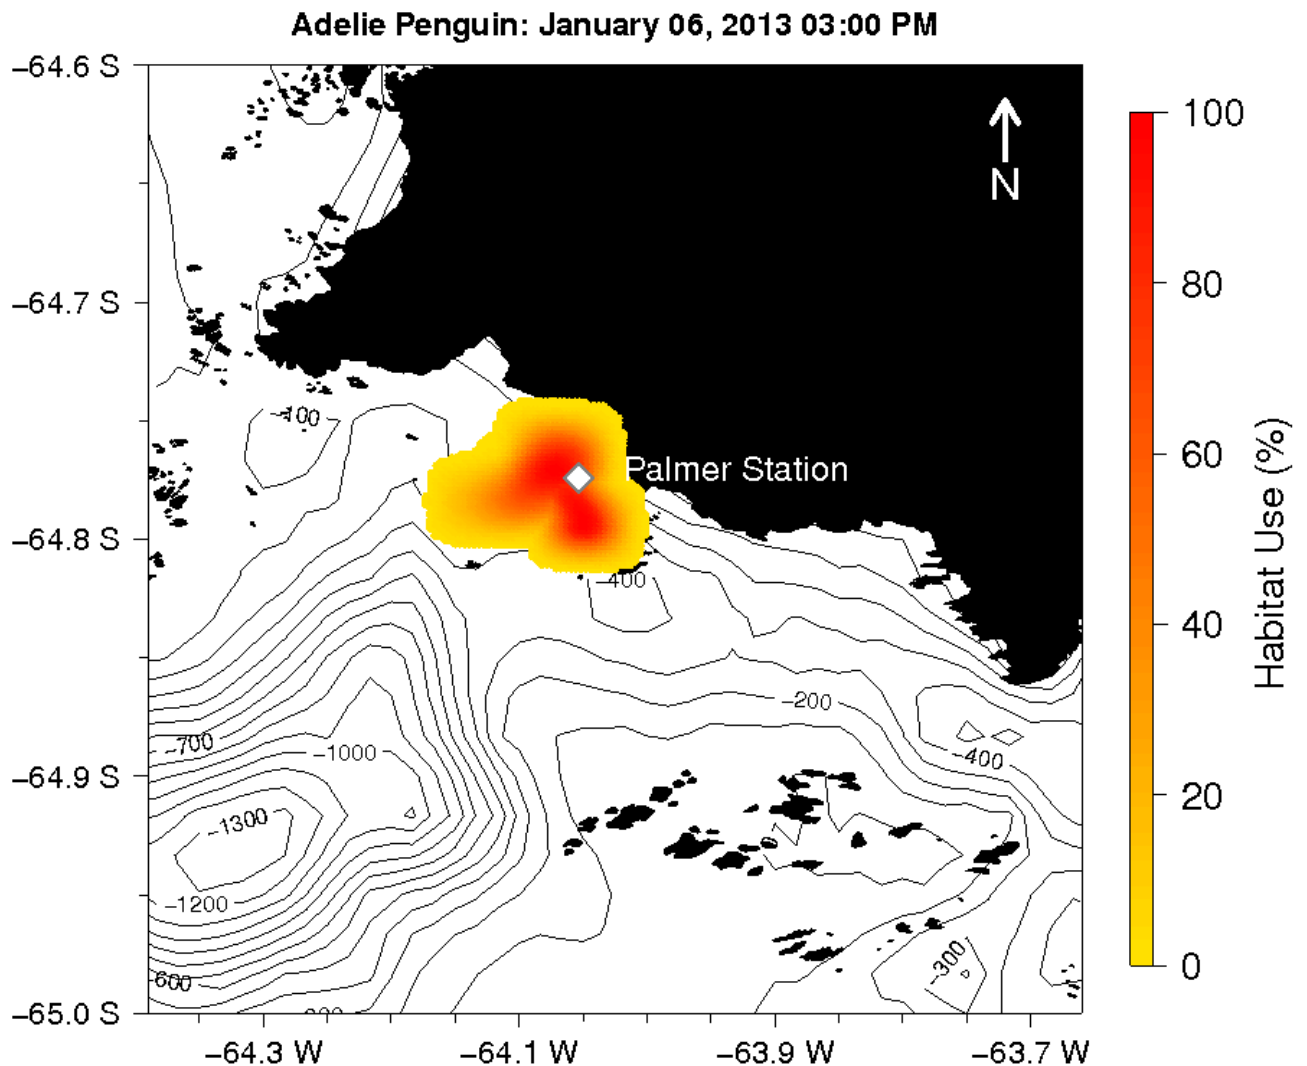 Adelie Penguin: January 06, 2013 03:00 PM
−64.6 S
−64.7 S
−64.8 S
−64.9 S
−65.0 S
−64.3 W
−64.1 W
−63.9 W
−63.7 W
N
Palmer Station
−100
−400
−200
−400
−700
−1000
−1300
−1200
600
−300
0
100
80
60
40
20
0
Habitat Use (%)